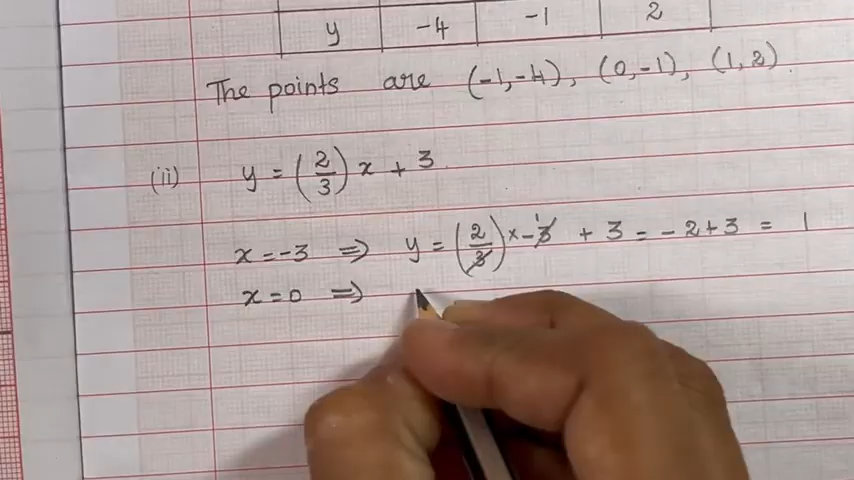 y -4 -1 2
The points are (-1,-4), (0,-1), (1,2).
(ii) y = (2/3) x + 3
x = -3 ⇒ y = (2/3) × -3 1 + 3 = -2+3 = 1
x = 0 ⇒